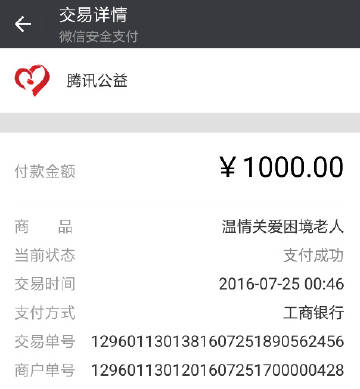 交易详情
微信安全支付
腾讯公益
付款金额 ¥1000.00
商 品 温情关爱困境老人
当前状态 支付成功
交易时间 2016-07-25 00:46
支付方式 工商银行
交易单号 1296011301381607251890562456
商户单号 1296011301201607251700000428